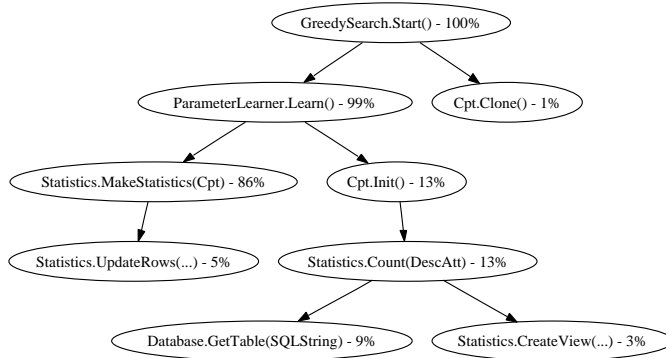 GreedySearch.Start() - 100%
ParameterLearner.Learn() - 99%
Cpt.Clone() - 1%
Statistics.MakeStatistics(Cpt) - 86%
Cpt.Init() - 13%
Statistics.UpdateRows(...) - 5%
Statistics.Count(DescAtt) - 13%
Database.GetTable(SQLString) - 9%
Statistics.CreateView(...) - 3%